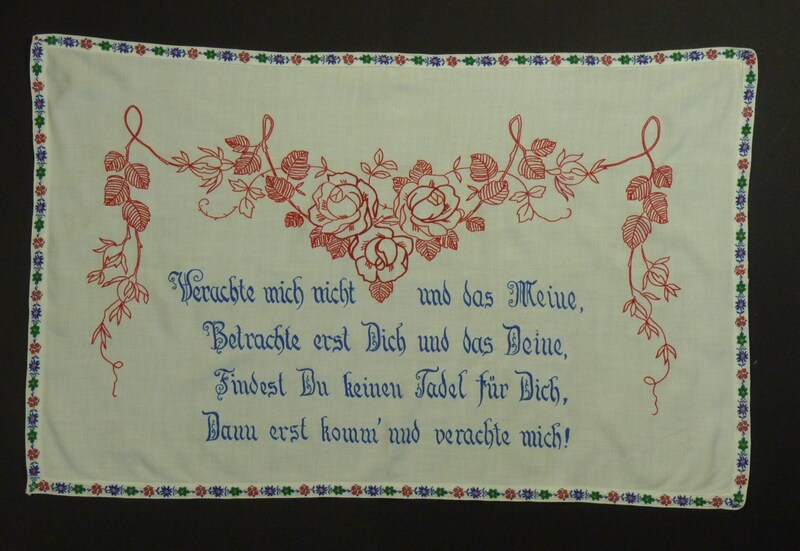 Verachte mich nicht und das Meine,
Betrachte erst Dich und das Deine,
Findest Du keinen Tadel für Dich,
Dann erst komm' und verachte mich!